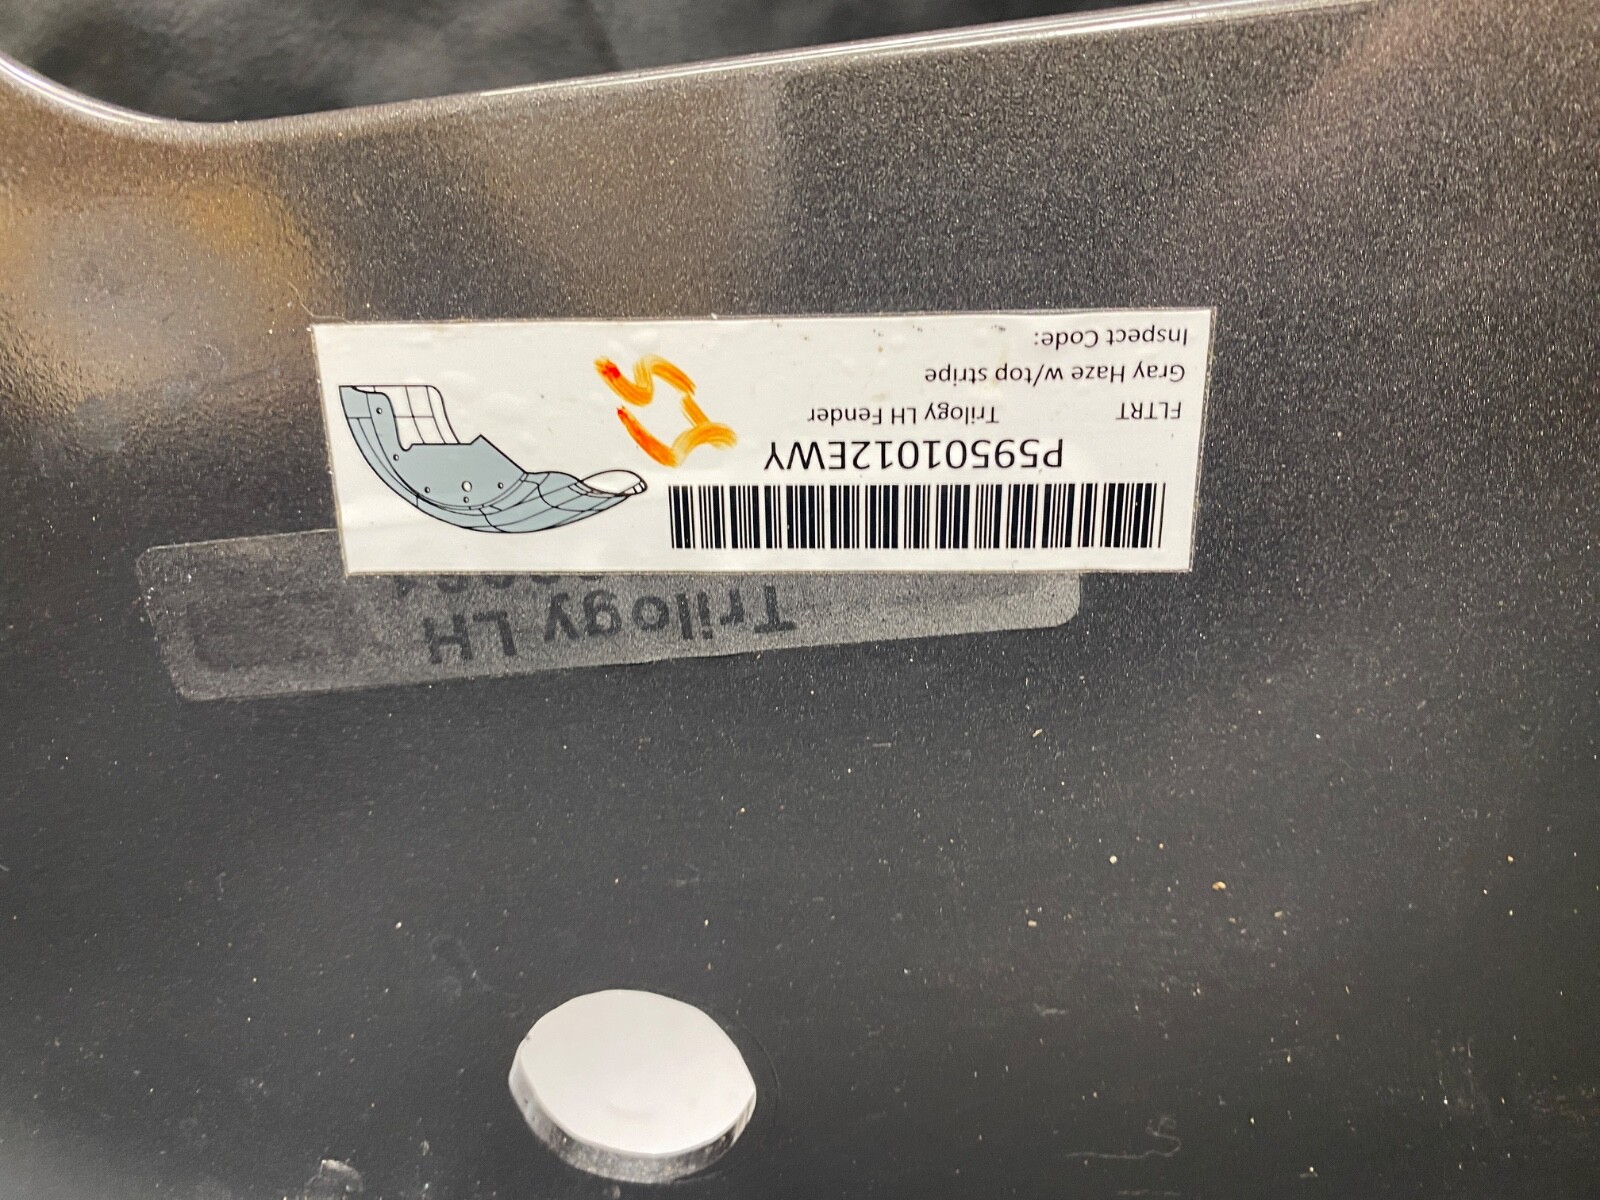 P59501012EWY
FLTRT Trilogy LH Fender
Gray Haze w/top stripe
Inspect Code:
Trilogy LH